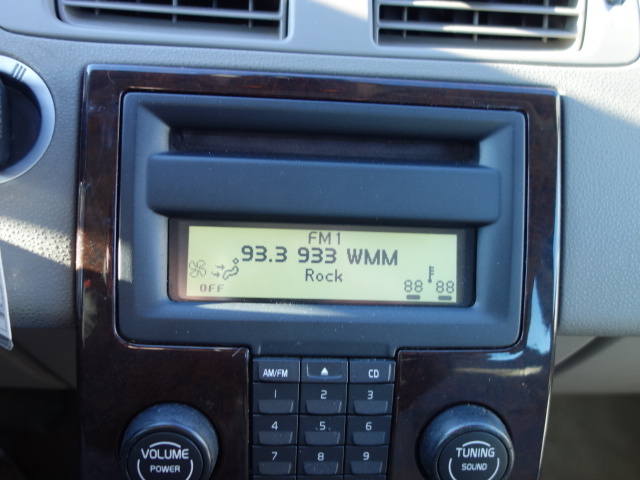 FM1
93.3 933 WMM
Rock
OFF
88 88
AM/FM CD
1 2 3
4 5 6
7 8 9
VOLUME
POWER
TUNING
SOUND